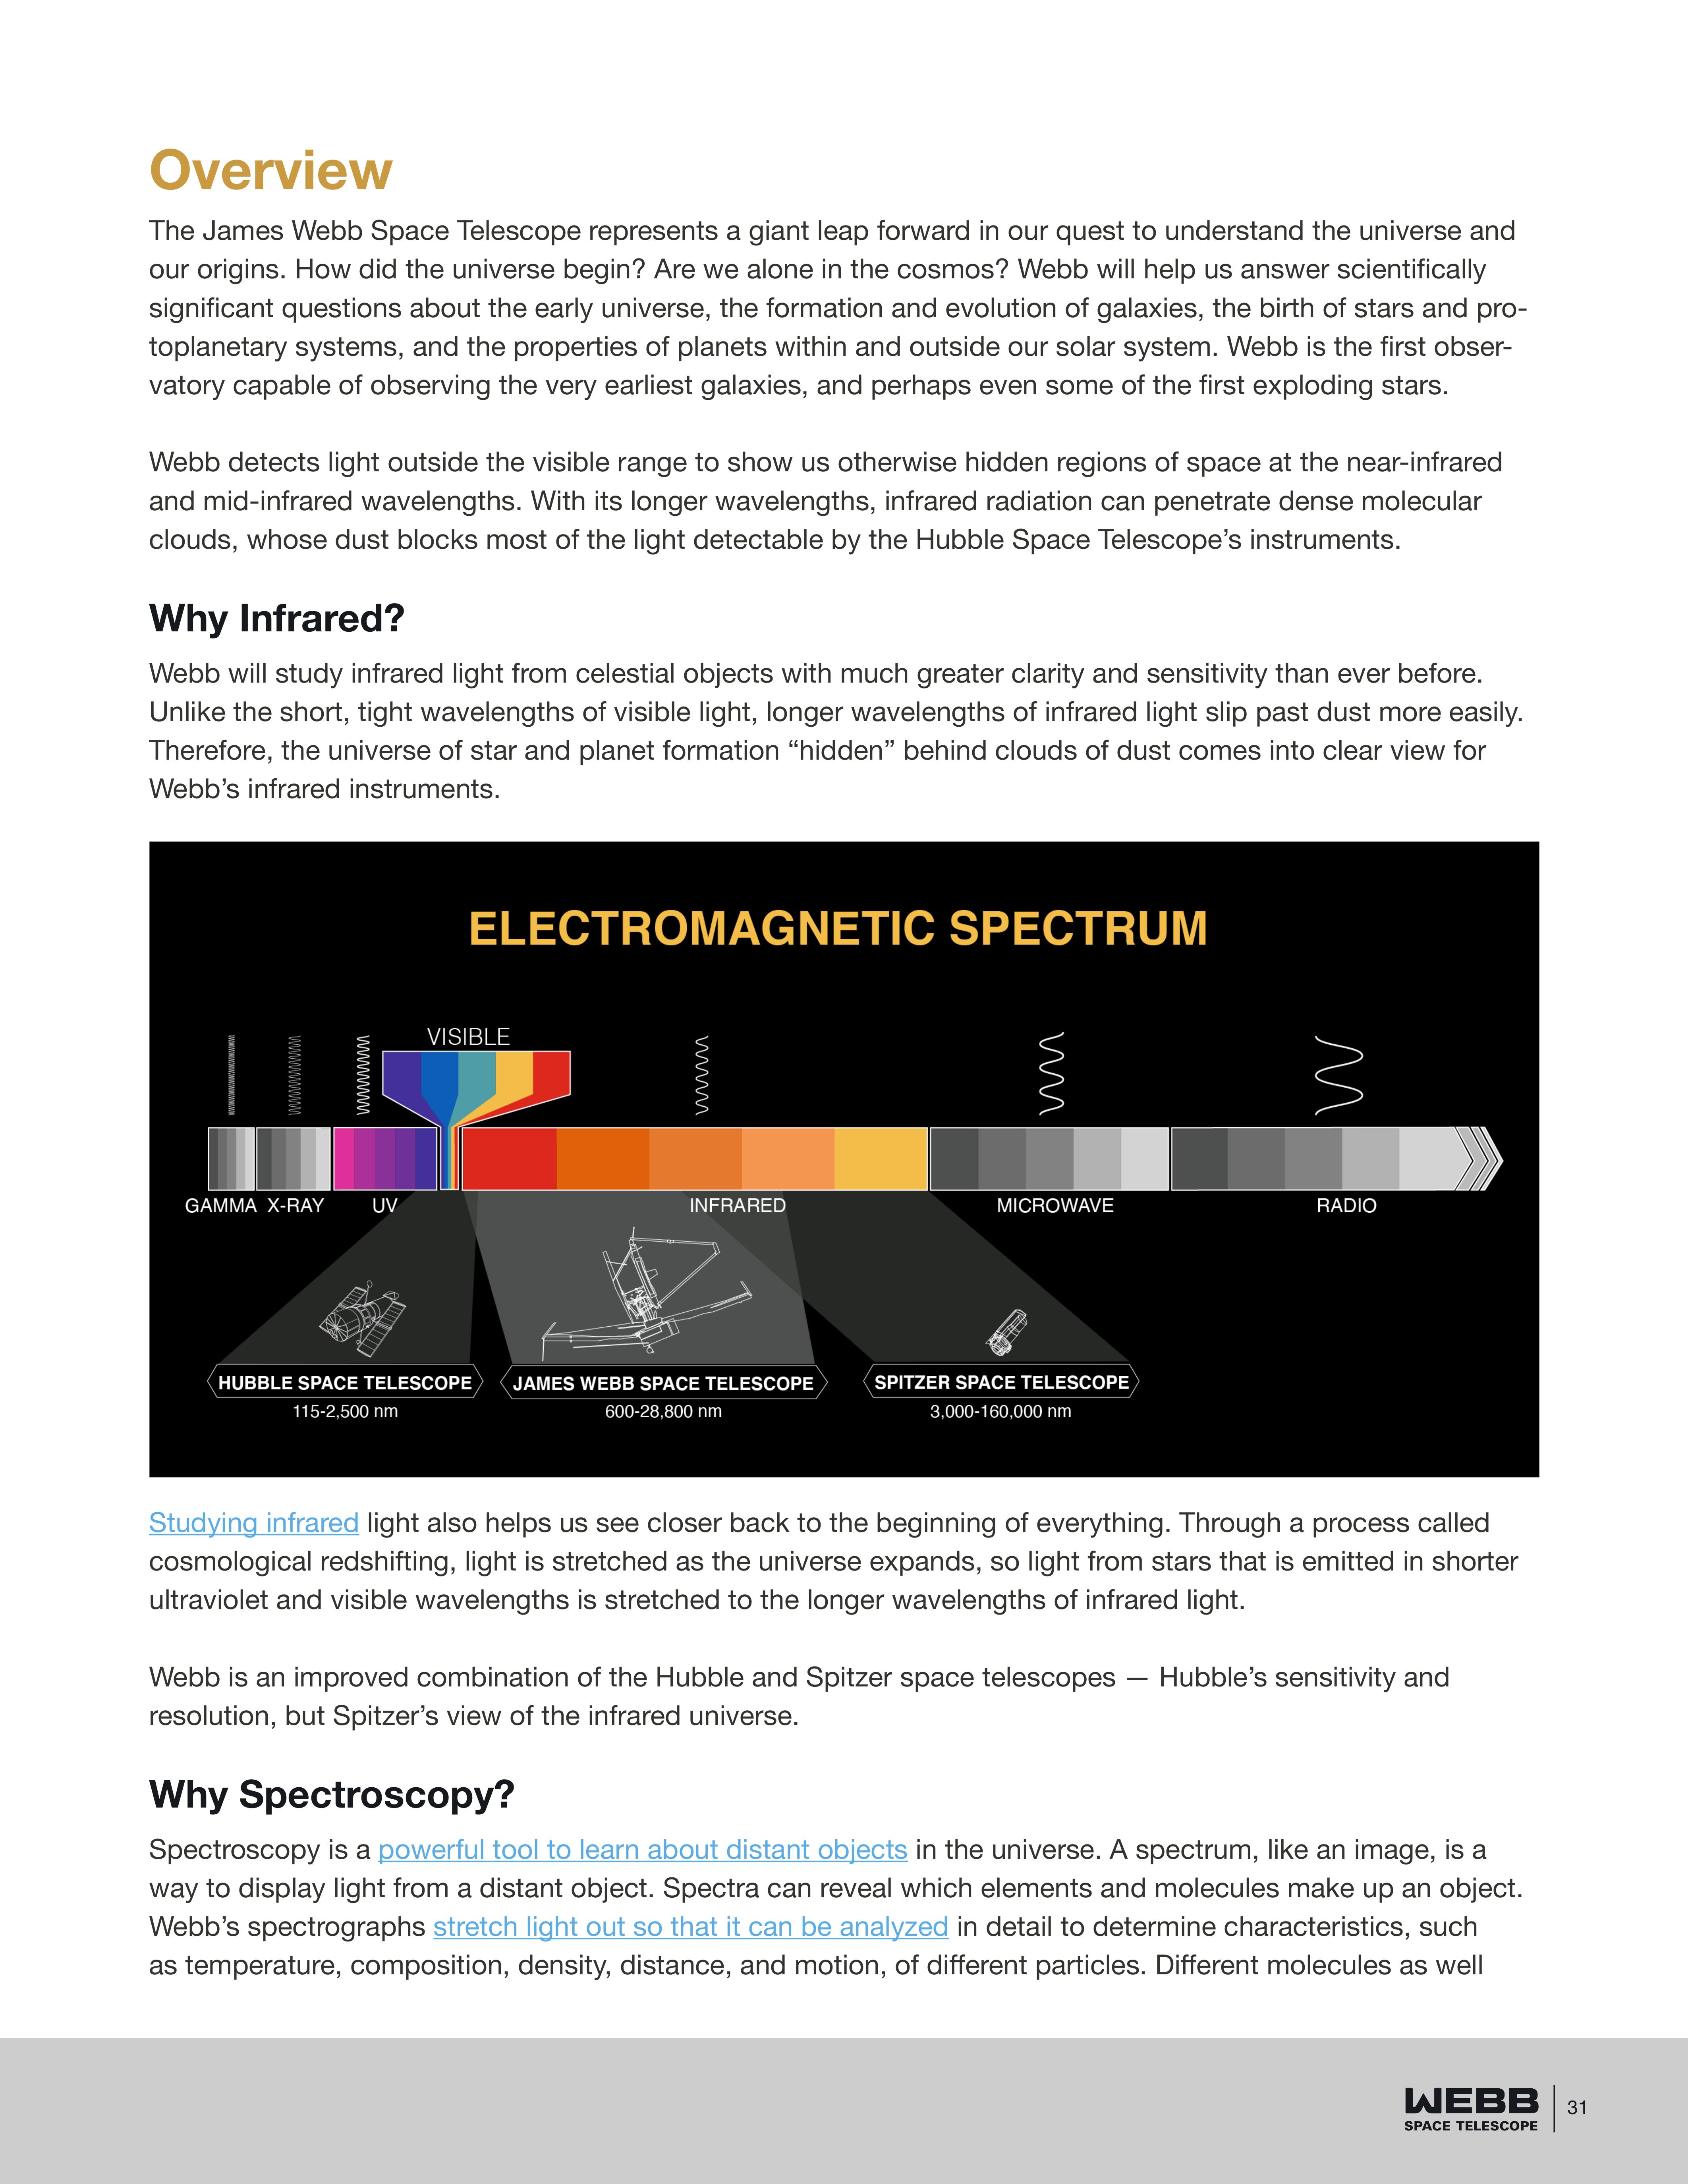 Overview
The James Webb Space Telescope represents a giant leap forward in our quest to understand the universe and
our origins. How did the universe begin? Are we alone in the cosmos? Webb will help us answer scientifically
significant questions about the early universe, the formation and evolution of galaxies, the birth of stars and pro-
toplanetary systems, and the properties of planets within and outside our solar system. Webb is the first obser-
vatory capable of observing the very earliest galaxies, and perhaps even some of the first exploding stars.
Webb detects light outside the visible range to show us otherwise hidden regions of space at the near-infrared
and mid-infrared wavelengths. With its longer wavelengths, infrared radiation can penetrate dense molecular
clouds, whose dust blocks most of the light detectable by the Hubble Space Telescope’s instruments.
Why Infrared?
Webb will study infrared light from celestial objects with much greater clarity and sensitivity than ever before.
Unlike the short, tight wavelengths of visible light, longer wavelengths of infrared light slip past dust more easily.
Therefore, the universe of star and planet formation “hidden” behind clouds of dust comes into clear view for
Webb’s infrared instruments.
ELECTROMAGNETIC SPECTRUM
VISIBLE
GAMMA X-RAY UV INFRARED MICROWAVE RADIO
HUBBLE SPACE TELESCOPE JAMES WEBB SPACE TELESCOPE SPITZER SPACE TELESCOPE
115-2,500 nm 600-28,800 nm 3,000-160,000 nm
Studying infrared light also helps us see closer back to the beginning of everything. Through a process called
cosmological redshifting, light is stretched as the universe expands, so light from stars that is emitted in shorter
ultraviolet and visible wavelengths is stretched to the longer wavelengths of infrared light.
Webb is an improved combination of the Hubble and Spitzer space telescopes — Hubble’s sensitivity and
resolution, but Spitzer’s view of the infrared universe.
Why Spectroscopy?
Spectroscopy is a powerful tool to learn about distant objects in the universe. A spectrum, like an image, is a
way to display light from a distant object. Spectra can reveal which elements and molecules make up an object.
Webb’s spectrographs stretch light out so that it can be analyzed in detail to determine characteristics, such
as temperature, composition, density, distance, and motion, of different particles. Different molecules as well
WEBB
SPACE TELESCOPE
31